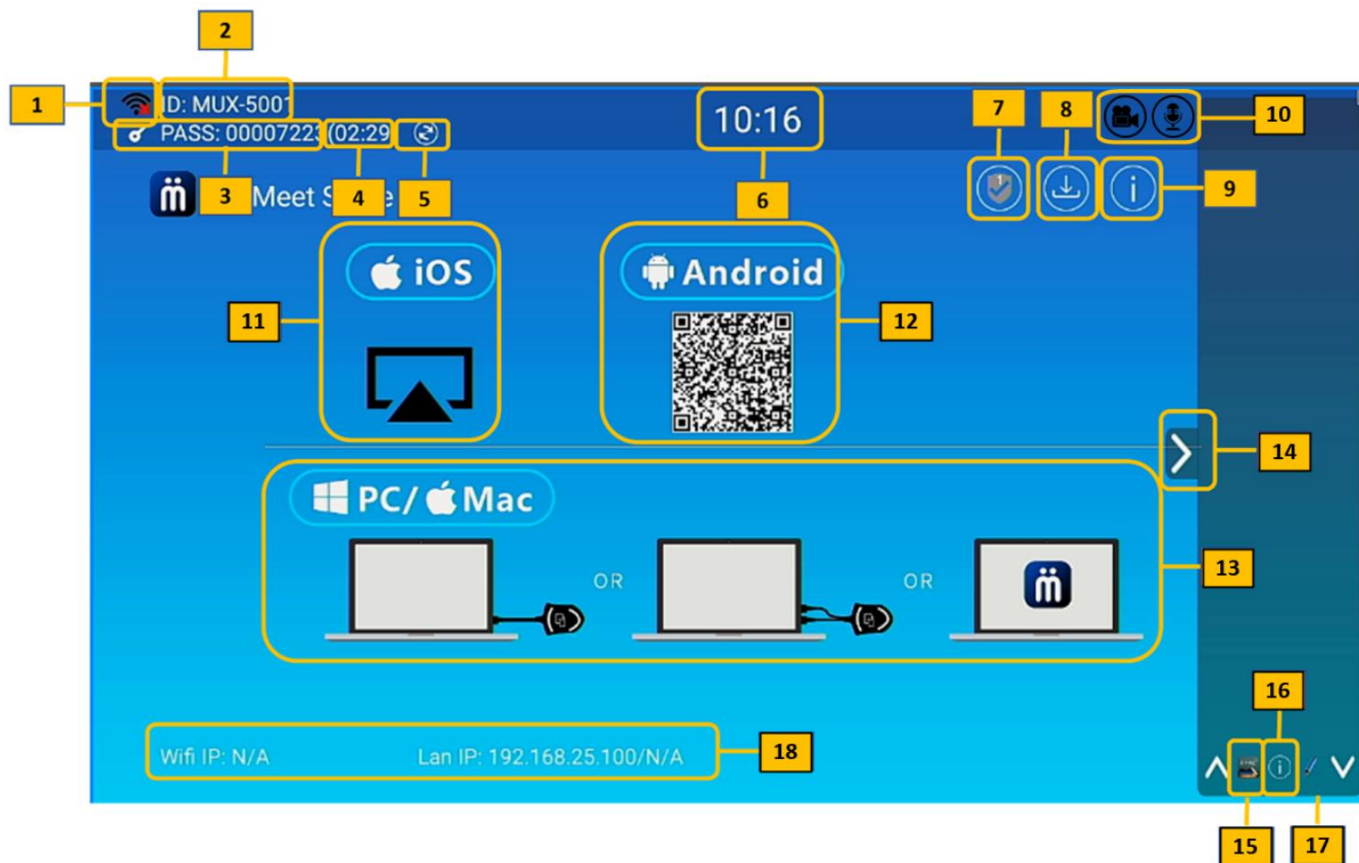 2
1
ID: MUX-5001
PASS: 00007223 (02:29
10:16
7
8
10
3
Meet S
e
4
5
6
9
iOS
Android
11
12
14
PC/ Mac
OR
OR
13
16
Wifi IP: N/A
Lan IP: 192.168.25.100/N/A
18
15
17